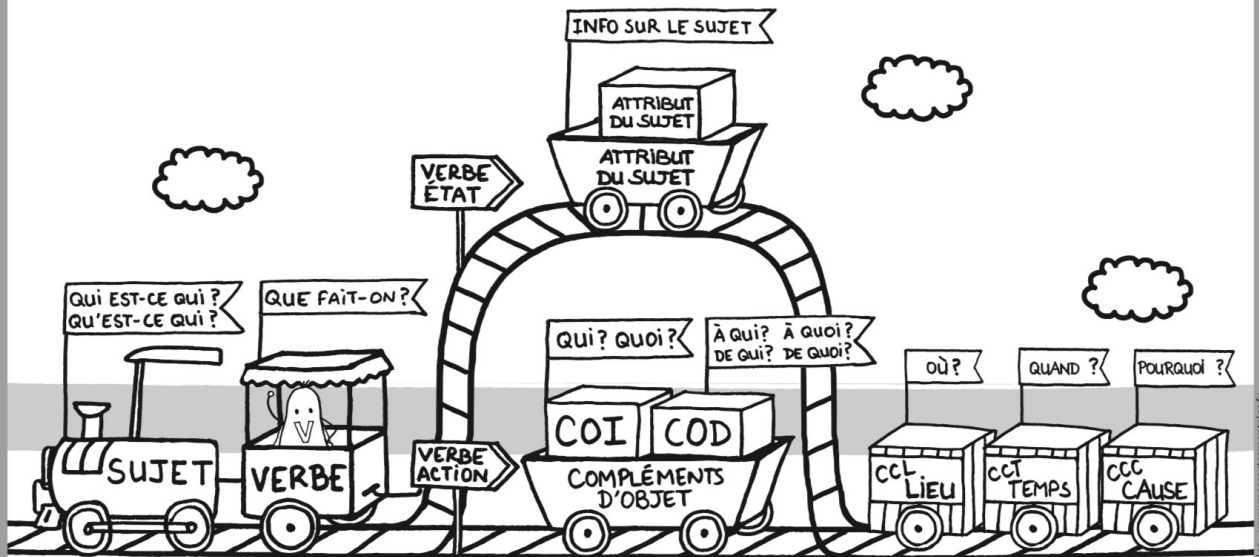 INFO SUR LE SUJET
ATTRIBUT
DU SUJET
ATTRIBUT
DU SUJET
VERBE
ÉTAT
QUI EST-CE QUI ?
QU'EST-CE QUI ?
QUE FAIT-ON ?
QUI ? QUOI ?
À QUI ? À QUOI ?
DE QUI ? DE QUOI ?
OÙ ?
QUAND ?
POURQUOI ?
SUJET
V
VERBE
VERBE
ACTION
COI
COD
COMPLÉMENTS
D'OBJET
CCL
LIEU
CCT
TEMPS
CCC
CAUSE